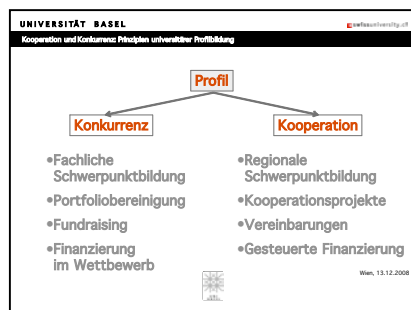 UNIVERSITÄT BASEL
swissuniversity.ch
Kooperation und Konkurrenz: Prinzipien universitärer Profilbildung
Profil
Konkurrenz
•Fachliche
Schwerpunktbildung
•Portfoliobereinigung
•Fundraising
•Finanzierung
im Wettbewerb
Kooperation
•Regionale
Schwerpunktbildung
•Kooperationsprojekte
•Vereinbarungen
•Gesteuerte Finanzierung
Wien, 13.12.2008